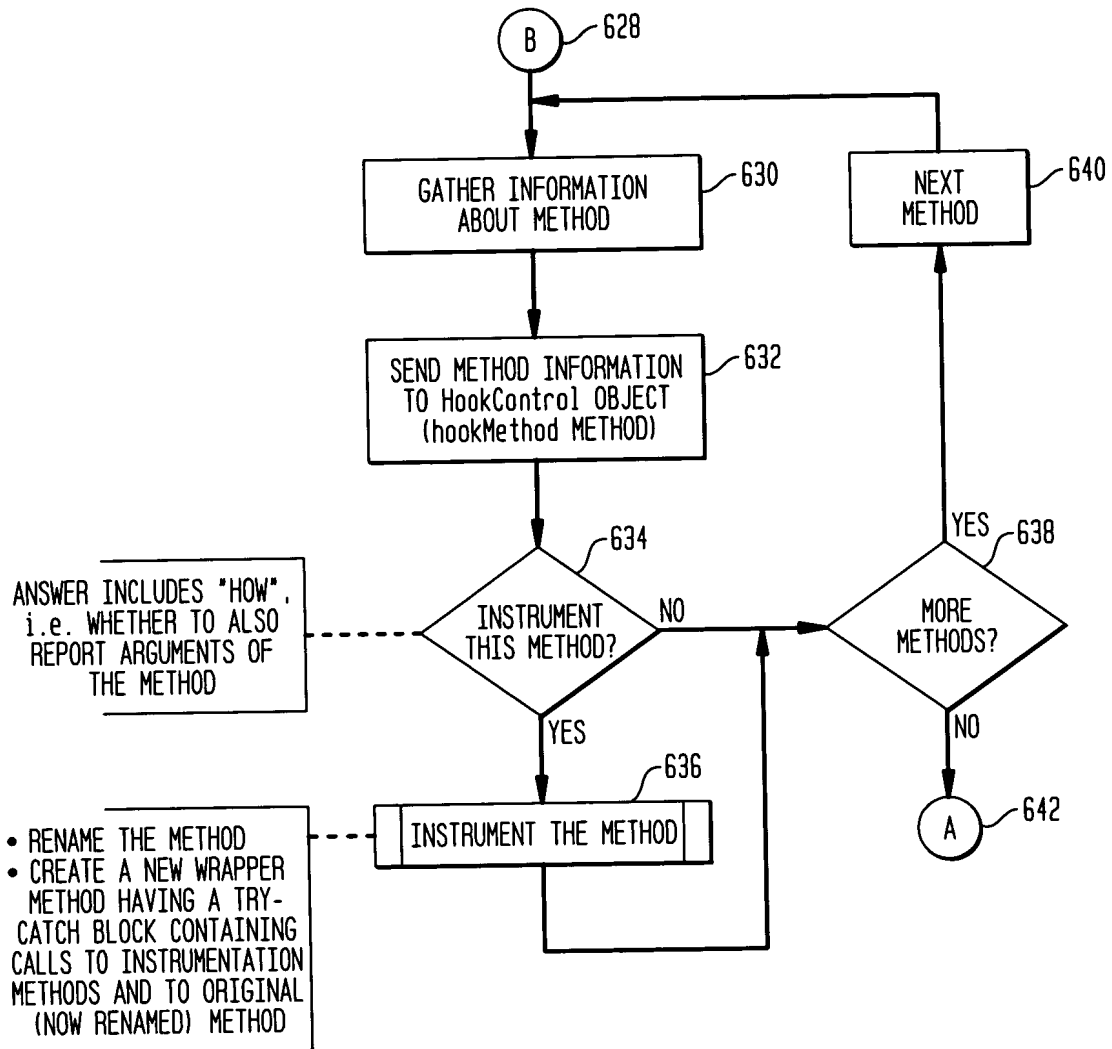 B
628
GATHER INFORMATION
ABOUT METHOD
630
NEXT
METHOD
640
SEND METHOD INFORMATION
TO HookControl OBJECT
(hookMethod METHOD)
632
ANSWER INCLUDES "HOW",
i.e. WHETHER TO ALSO
REPORT ARGUMENTS OF
THE METHOD
INSTRUMENT
THIS METHOD?
634
NO
YES
MORE
METHODS?
638
YES
NO
INSTRUMENT THE METHOD
636
A
642
• RENAME THE METHOD
• CREATE A NEW WRAPPER
METHOD HAVING A TRY-
CATCH BLOCK CONTAINING
CALLS TO INSTRUMENTATION
METHODS AND TO ORIGINAL
(NOW RENAMED) METHOD